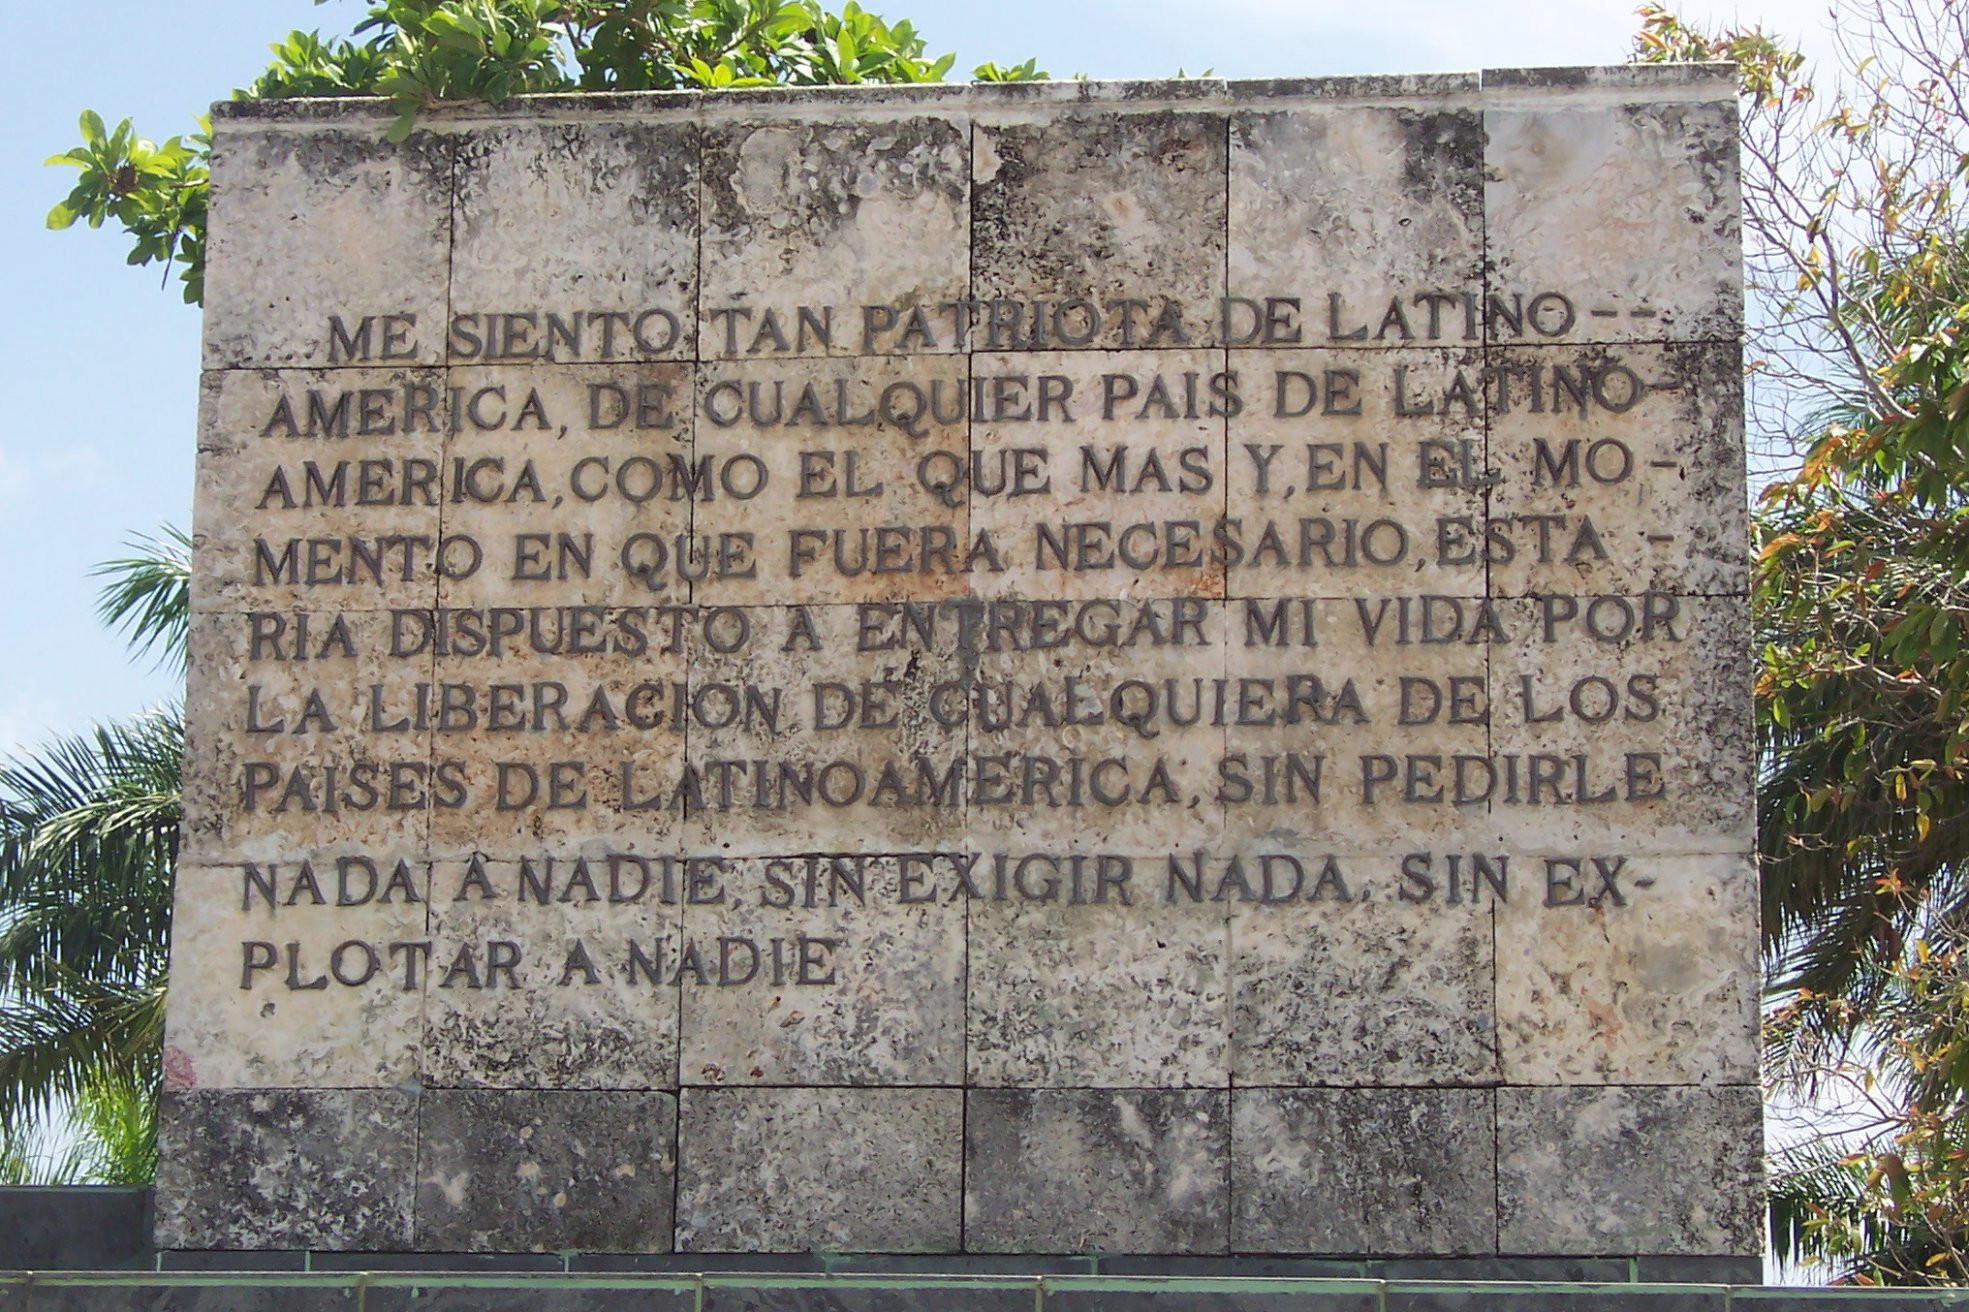 ME SIENTO TAN PATRIOTA DE LATINO--
AMERICA, DE CUALQUIER PAIS DE LATINO-
AMERICA, COMO EL QUE MAS Y, EN EL MO-
MENTO EN QUE FUERA NECESARIO, ESTA-
RIA DISPUESTO A ENTREGAR MI VIDA POR
LA LIBERACION DE CUALQUIERA DE LOS
PAISES DE LATINOAMERICA, SIN PEDIRLE
NADA A NADIE, SIN EXIGIR NADA, SIN EX-
PLOTAR A NADIE